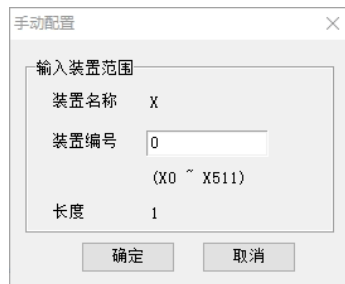 手动配置
输入装置范围
装置名称 X
装置编号 0
(X0 ~ X511)
长度 1
确定 取消